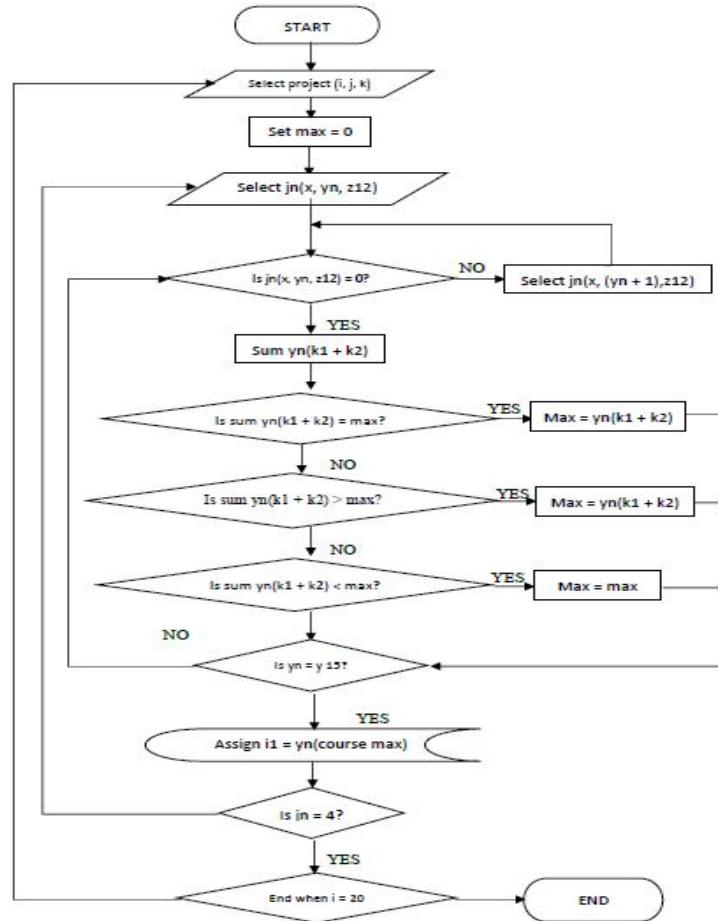 START
Select project (i, j, k)
Set max = 0
Select jn(x, yn, z12)
Is jn(x, yn, z12) = 0?
NO
Select jn(x, (yn + 1),z12)
YES
Sum yn(k1 + k2)
Is sum yn(k1 + k2) = max?
YES
Max = yn(k1 + k2)
NO
Is sum yn(k1 + k2) > max?
YES
Max = yn(k1 + k2)
NO
Is sum yn(k1 + k2) < max?
YES
Max = max
NO
Is yn = y 15?
YES
Assign i1 = yn(course max)
Is jn = 4?
YES
End when i = 20
END